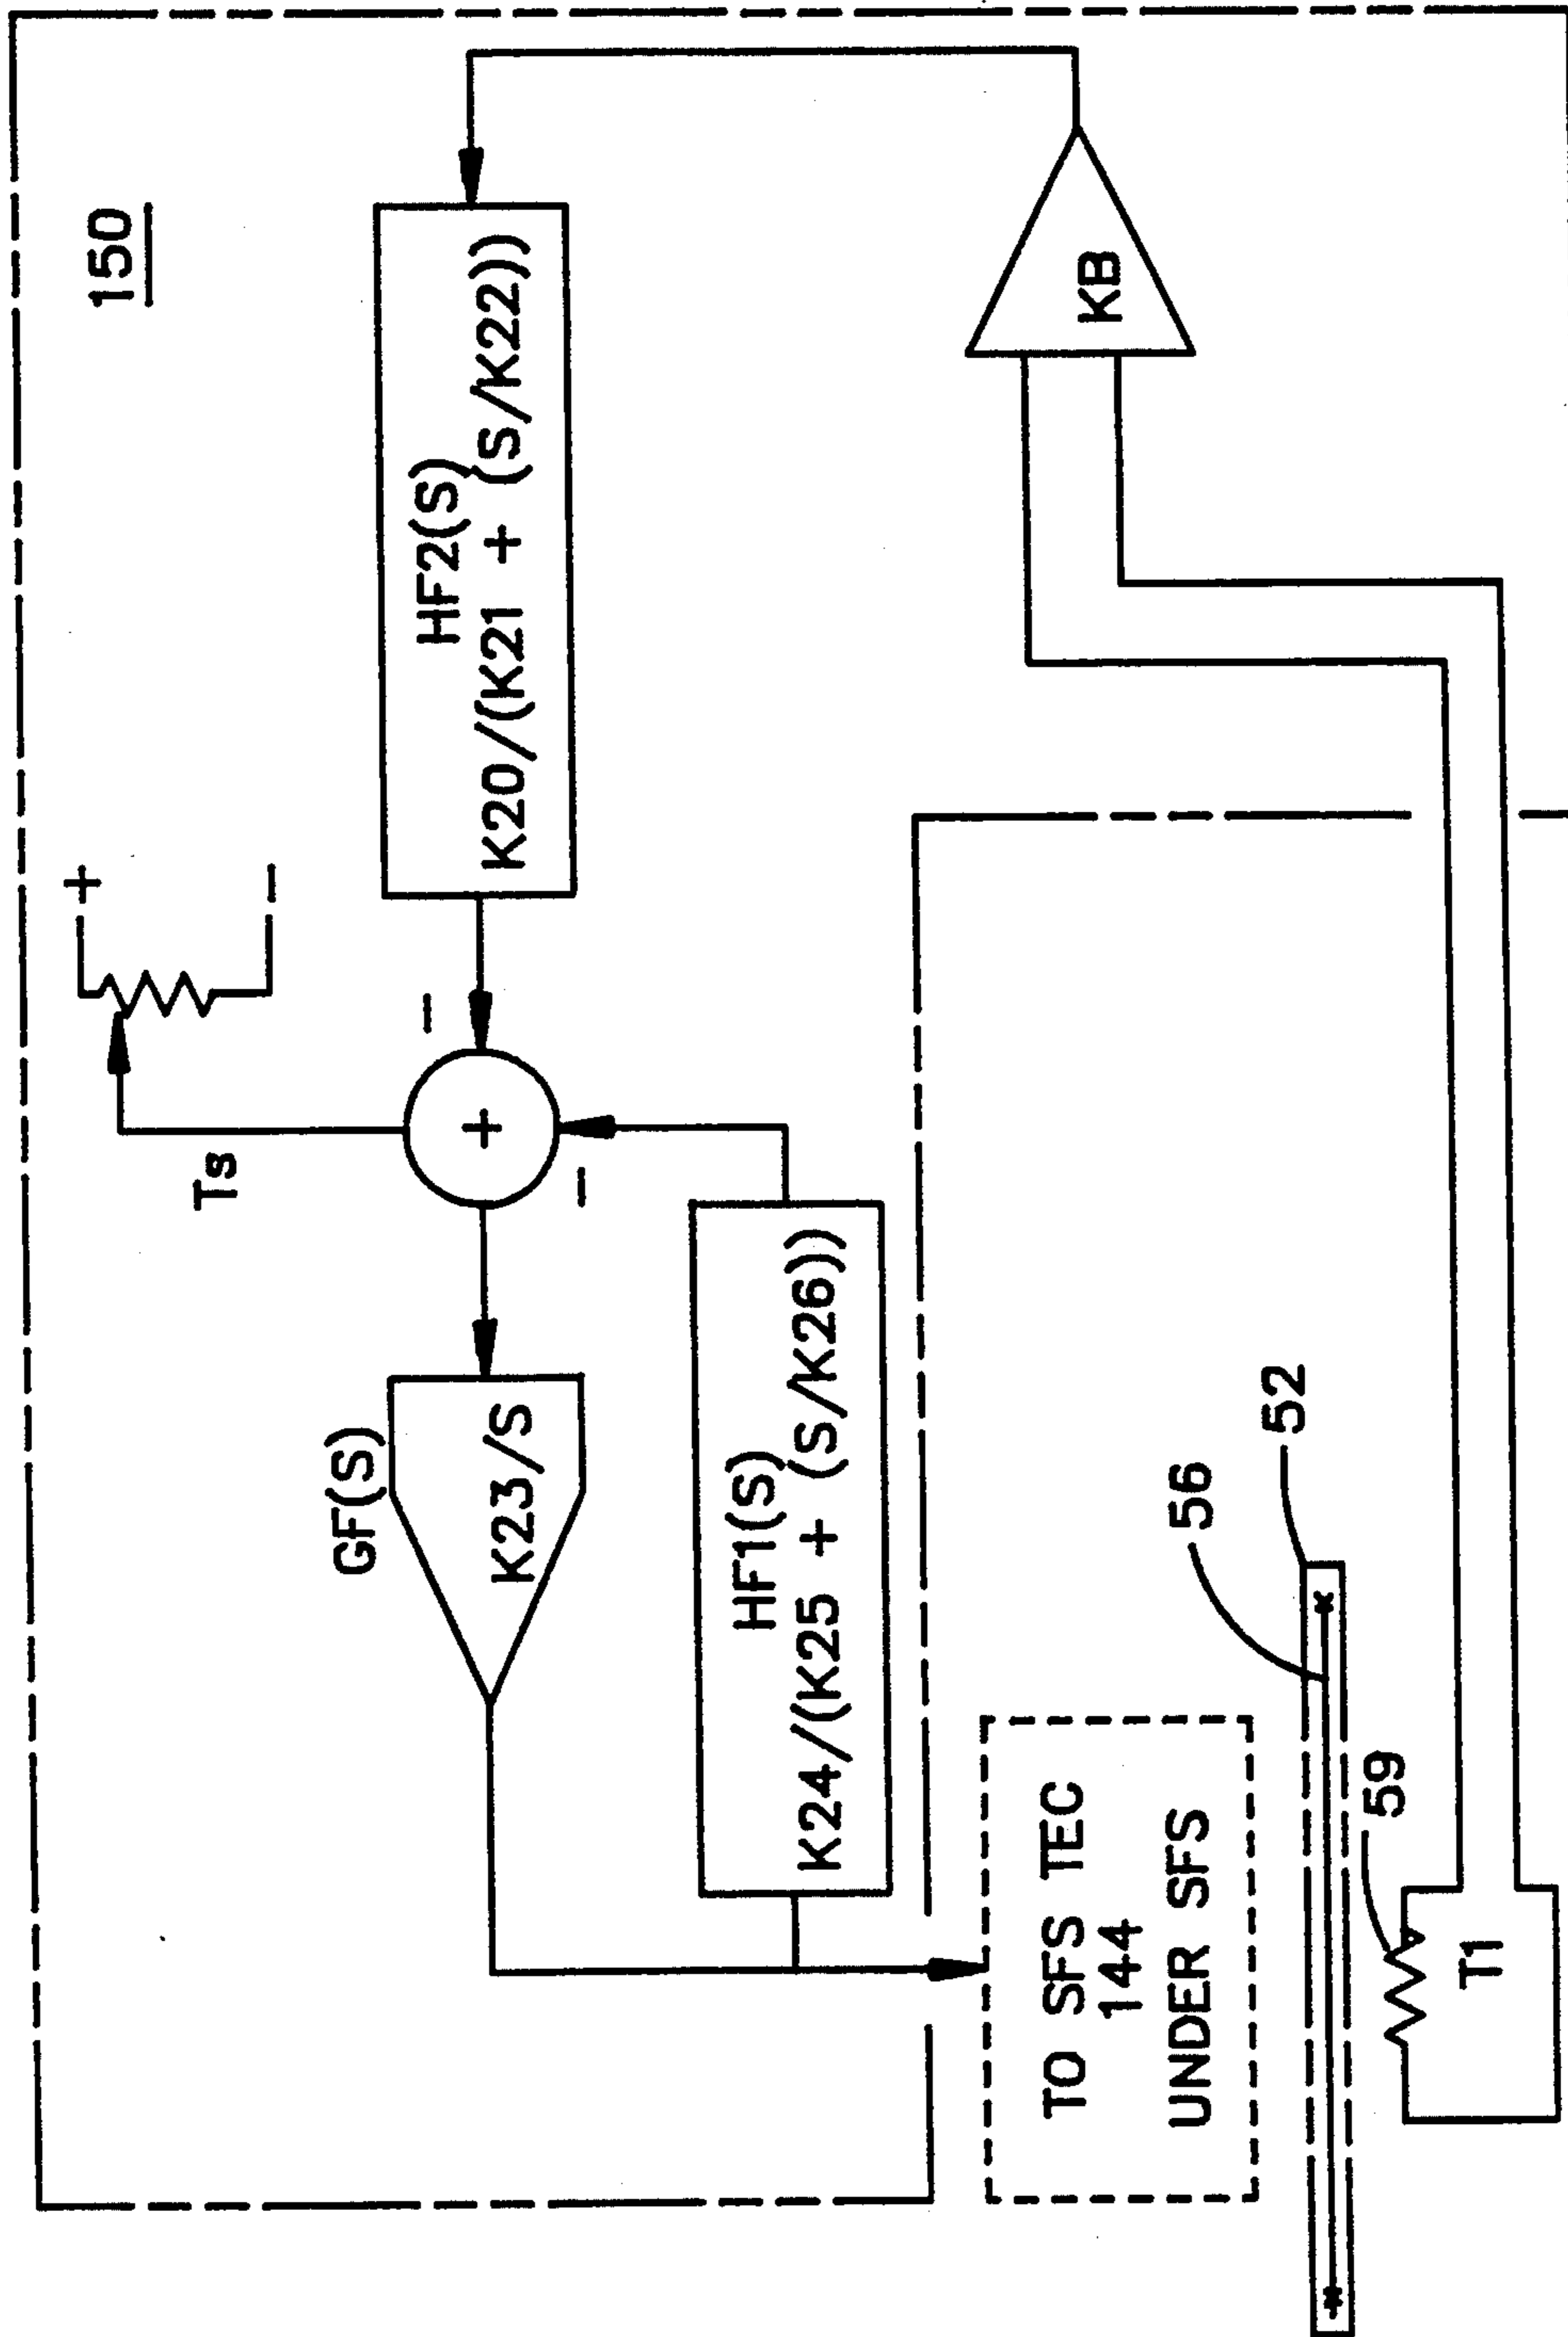 150
+
−
Ts
HF2(S)
K20/(K21 + (S/K22))
−
+
−
GF(S)
K23/S
HF1(S)
K24/(K25 + (S/K26))
KB
TO SFS TEC
144
UNDER SFS
56
52
59
T1